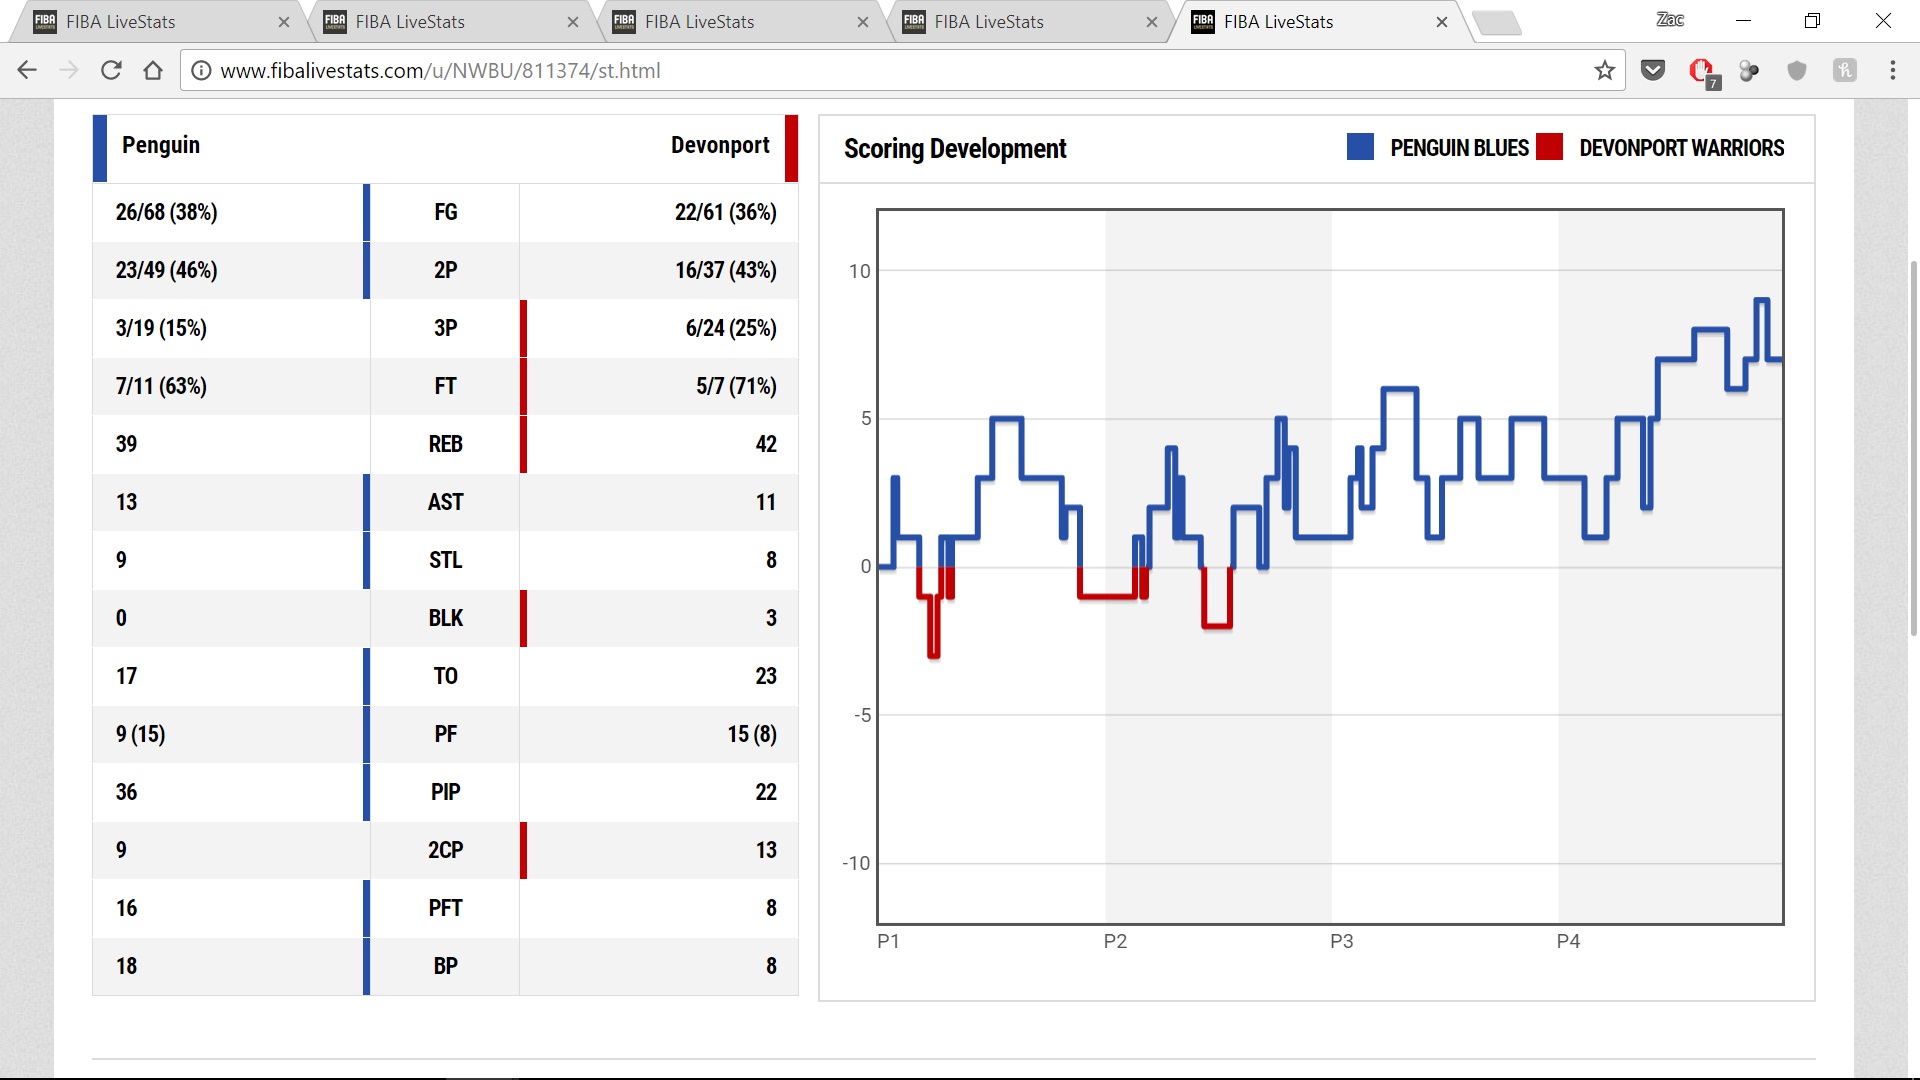 FIBA LiveStats FIBA LiveStats FIBA LiveStats FIBA LiveStats FIBA LiveStats Zac
www.fibalivestats.com/u/NWBU/811374/st.html 7
Penguin Devonport
26/68 (38%) FG 22/61 (36%)
23/49 (46%) 2P 16/37 (43%)
3/19 (15%) 3P 6/24 (25%)
7/11 (63%) FT 5/7 (71%)
39 REB 42
13 AST 11
9 STL 8
0 BLK 3
17 TO 23
9 (15) PF 15 (8)
36 PIP 22
9 2CP 13
16 PFT 8
18 BP 8
Scoring Development PENGUIN BLUES DEVONPORT WARRIORS
10
5
0
-5
-10
P1 P2 P3 P4